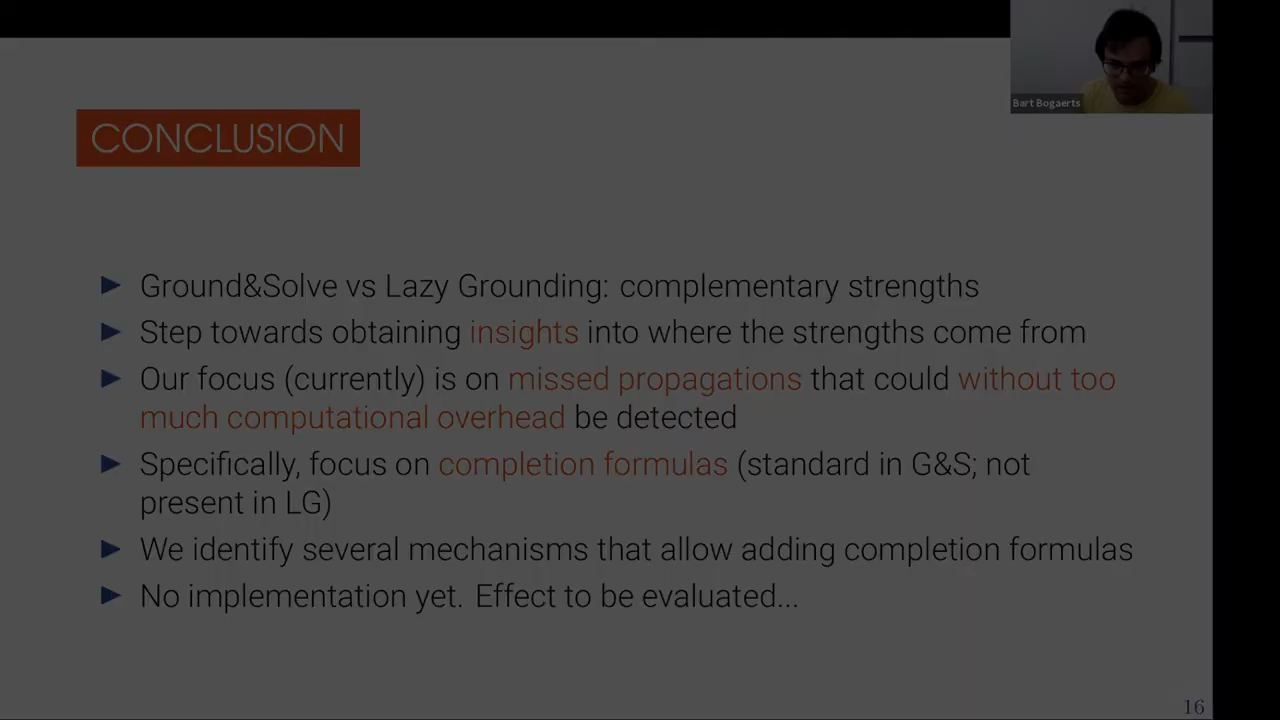 Bart Bogaerts
CONCLUSION
Ground&Solve vs Lazy Grounding: complementary strengths
Step towards obtaining insights into where the strengths come from
Our focus (currently) is on missed propagations that could without too
much computational overhead be detected
Specifically, focus on completion formulas (standard in G&S; not
present in LG)
We identify several mechanisms that allow adding completion formulas
No implementation yet. Effect to be evaluated...
16